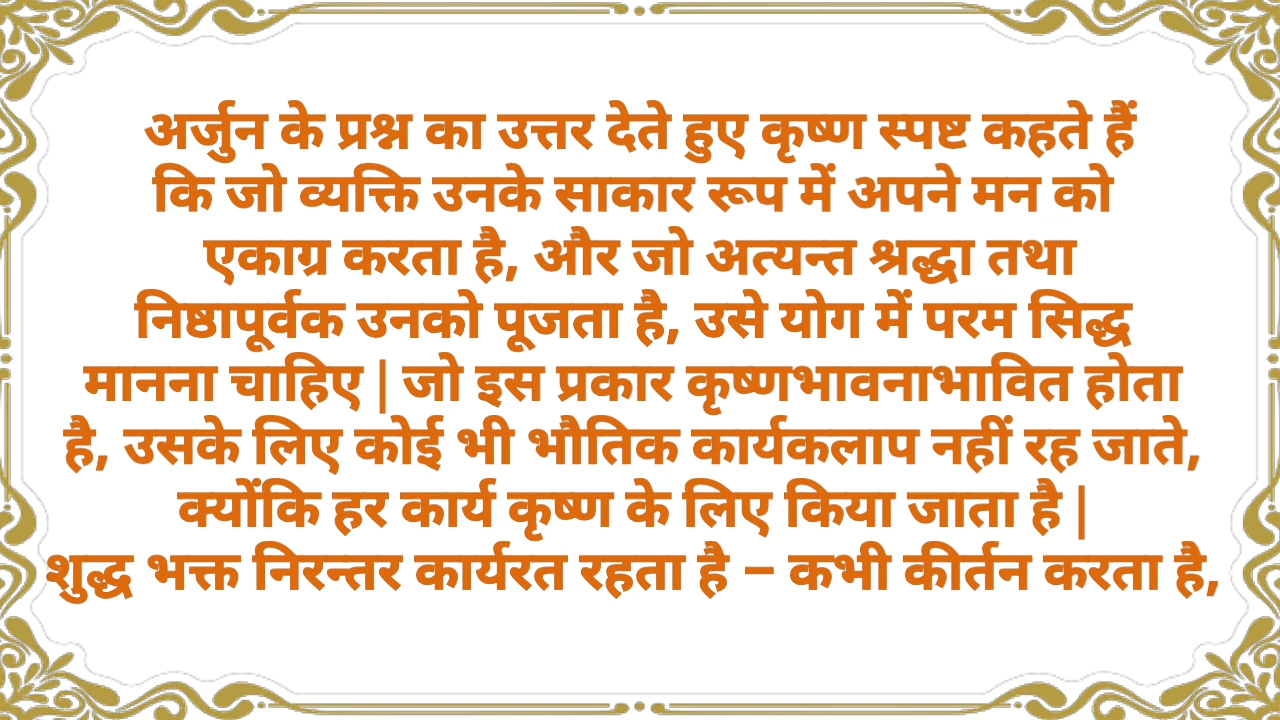 अर्जुन के प्रश्न का उत्तर देते हुए कृष्ण स्पष्ट कहते हैं
कि जो व्यक्ति उनके साकार रूप में अपने मन को
एकाग्र करता है, और जो अत्यन्त श्रद्धा तथा
निष्ठापूर्वक उनको पूजता है, उसे योग में परम सिद्ध
मानना चाहिए | जो इस प्रकार कृष्णभावनाभावित होता
है, उसके लिए कोई भी भौतिक कार्यकलाप नहीं रह जाते,
क्योंकि हर कार्य कृष्ण के लिए किया जाता है |
शुद्ध भक्त निरन्तर कार्यरत रहता है – कभी कीर्तन करता है,